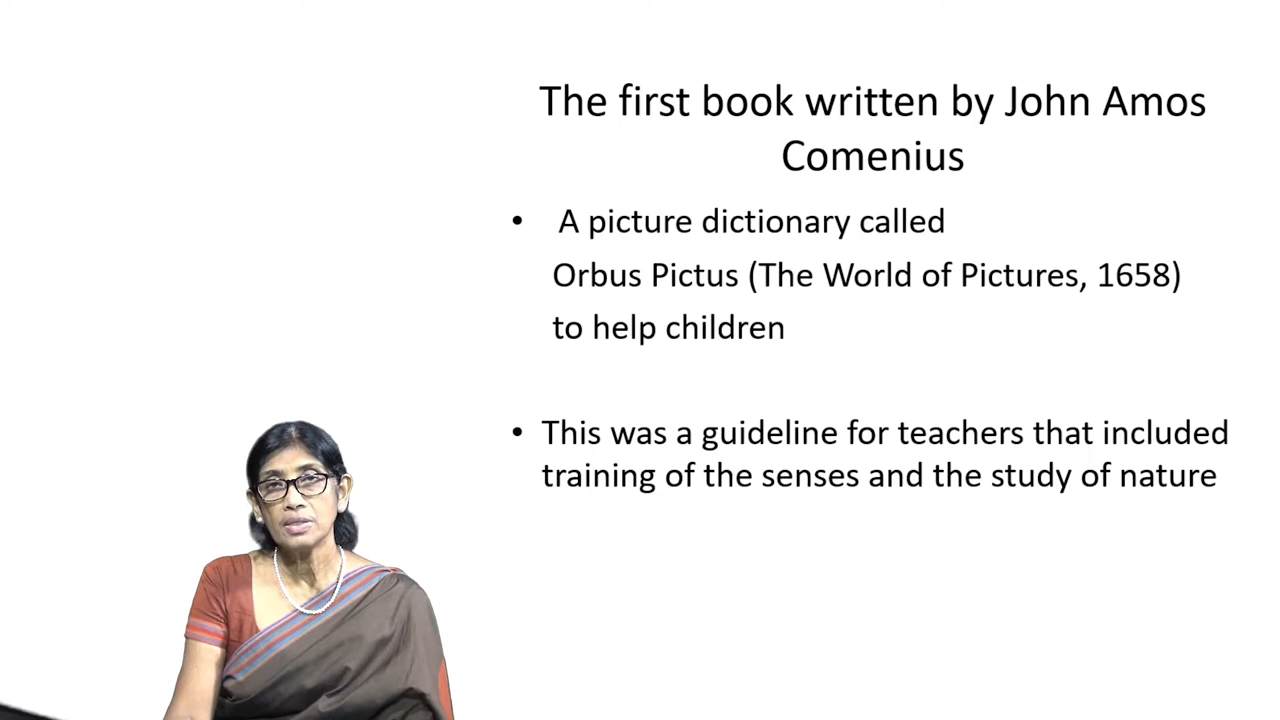 The first book written by John Amos
Comenius
• A picture dictionary called
Orbus Pictus (The World of Pictures, 1658)
to help children
• This was a guideline for teachers that included
training of the senses and the study of nature